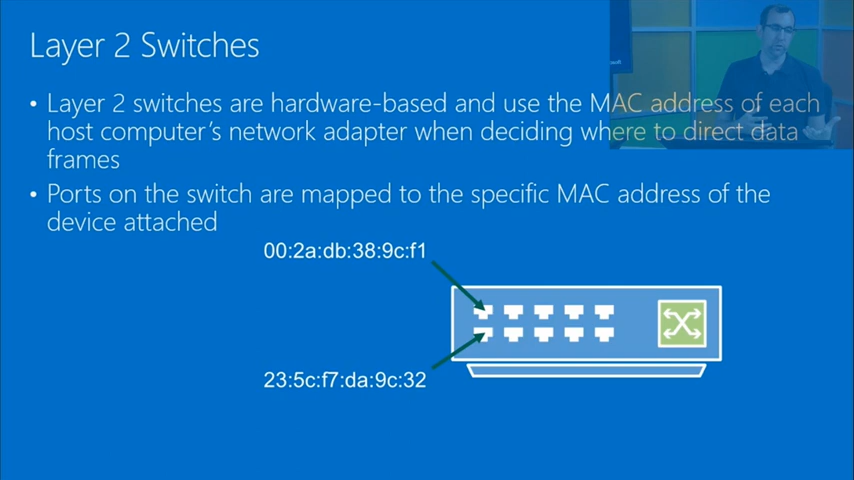 Layer 2 Switches
• Layer 2 switches are hardware-based and use the MAC address of each
host computer's network adapter when deciding where to direct data
frames
• Ports on the switch are mapped to the specific MAC address of the
device attached
00:2a:db:38:9c:f1
23:5c:f7:da:9c:32